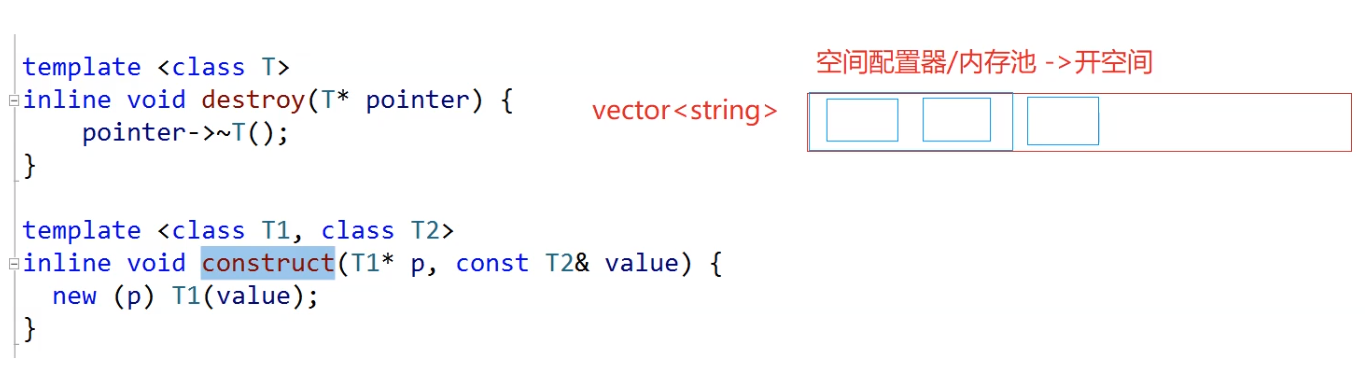 template <class T>
inline void destroy(T* pointer) {
    pointer->~T();
}
template <class T1, class T2>
inline void construct(T1* p, const T2& value) {
  new (p) T1(value);
}
空间配置器/内存池 ->开空间
vector<string>